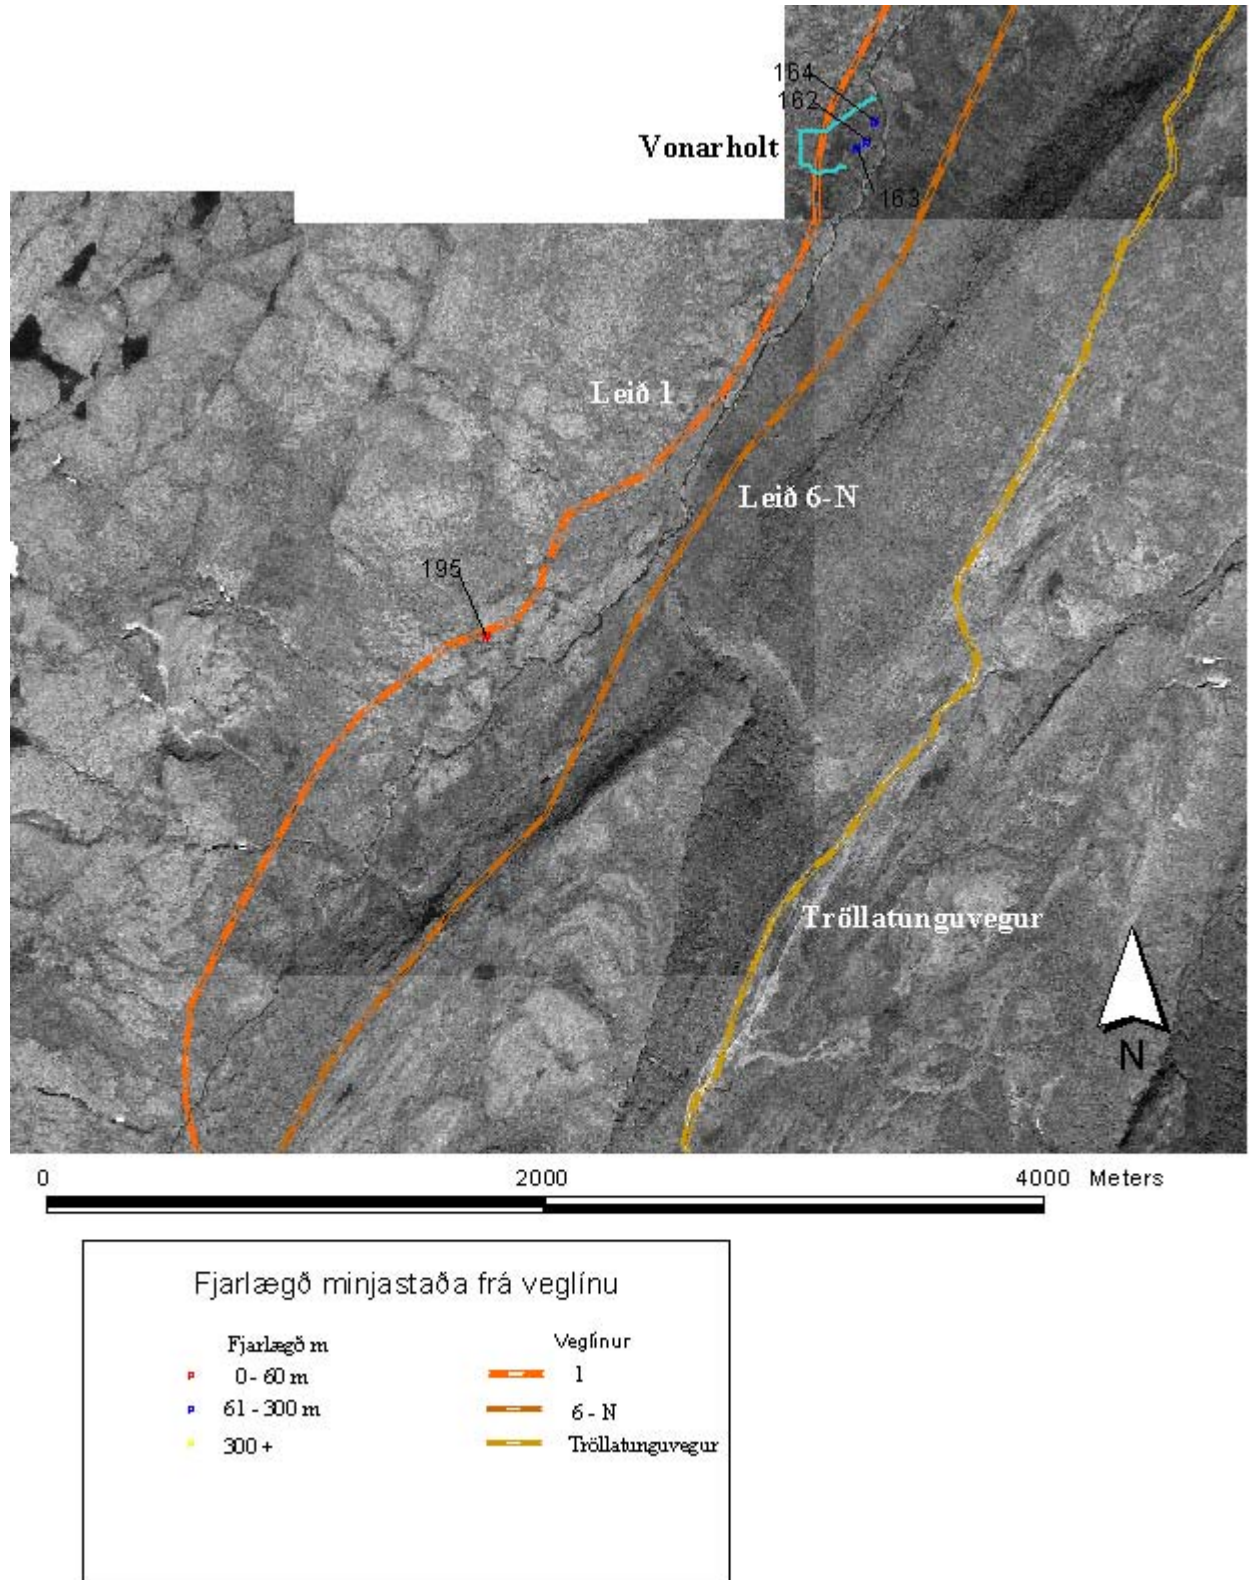 164
162
Vonarholt
163
Leið 1
Leið 6-N
195
Tröllatunguvegur
N
0 2000 4000 Meters
Fjarlægð minjastaða frá veglínu
Fjarlægð m
0 - 60 m
61 - 300 m
300 +
Veglínur
1
6 - N
Tröllatunguvegur